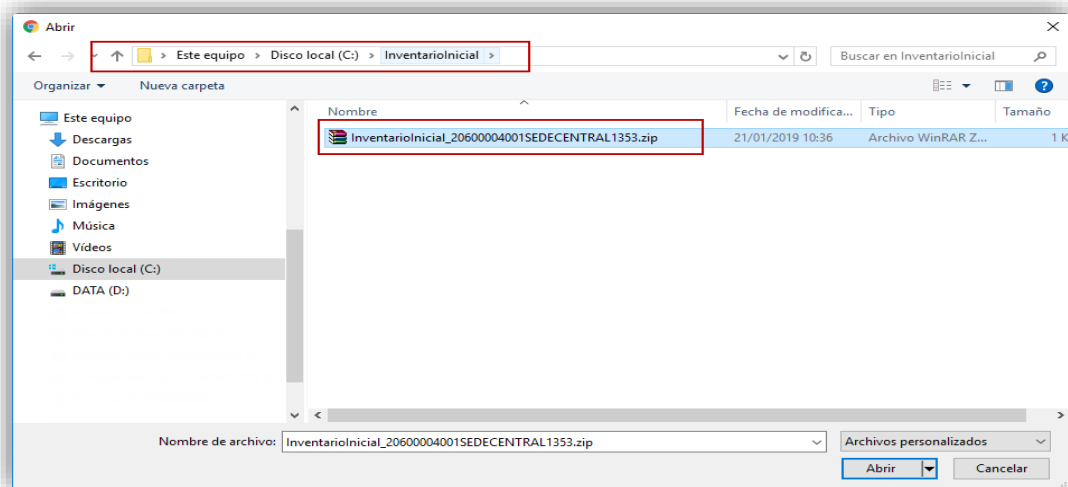 Abrir
Este equipo > Disco local (C:) > InventarioInicial >
Buscar en InventarioInicial
Organizar
Nueva carpeta
Nombre
Fecha de modifica...
Tipo
Tamaño
InventarioInicial_20600004001SEDECENTRAL1353.zip
21/01/2019 10:36
Archivo WinRAR Z...
1 K
Este equipo
Descargas
Documentos
Escritorio
Imágenes
Música
Vídeos
Disco local (C:)
DATA (D:)
Nombre de archivo: InventarioInicial_20600004001SEDECENTRAL1353.zip
Archivos personalizados
Abrir
Cancelar